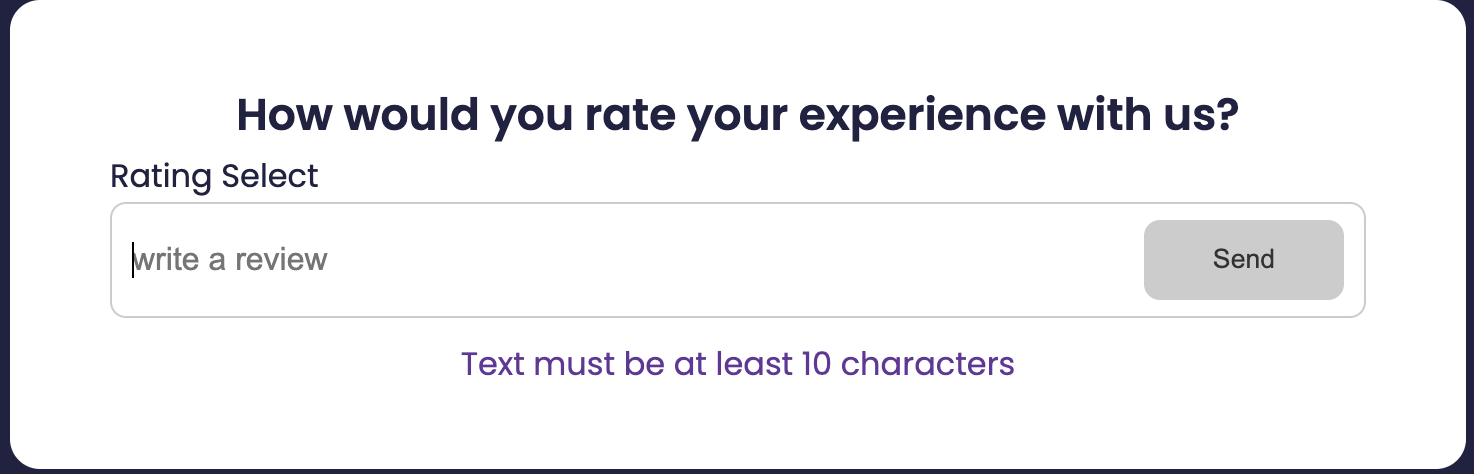 How would you rate your experience with us?
Rating Select
write a review
Send
Text must be at least 10 characters